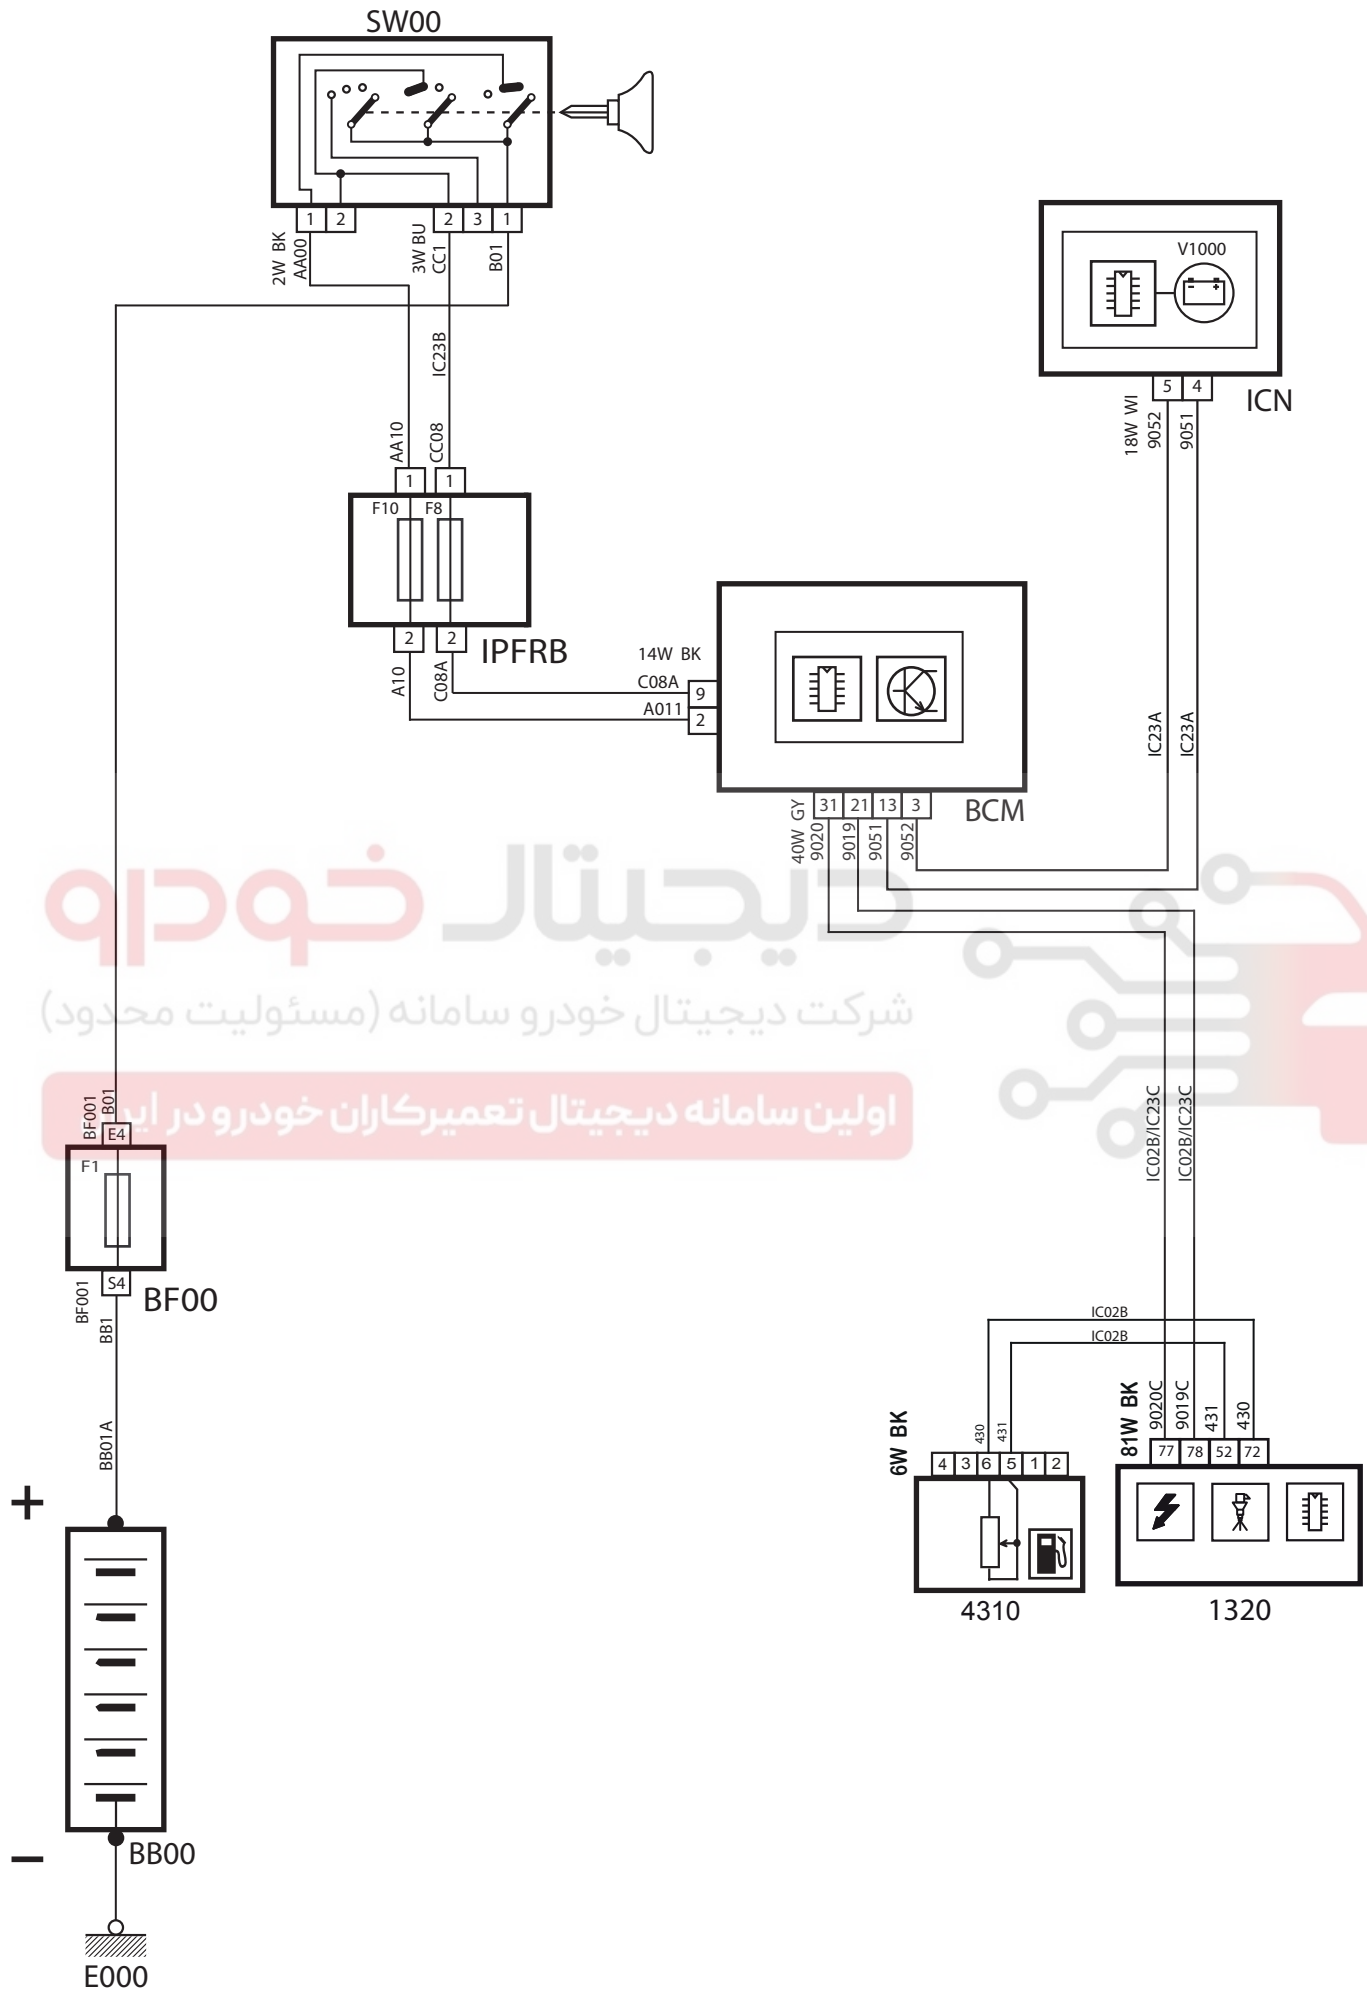 SW00
1 2 2 3 1
2W BK
AA00
3W BU
CC1
B01
IC23B
V1000
5 4
ICN
18W WI
9052
9051
AA10
CC08
1 1
F10 F8
2 2
IPFRB
A10
C08A
14W BK
C08A
9
A011
2
IC23A
IC23A
31 21 13 3
BCM
40W GY
9020
9019
9051
9052
دیجیتال خودرو
شرکت دیجیتال خودرو سامانه (مسئولیت محدود)
اولین سامانه دیجیتال تعمیرکاران خودرو در ایران
IC02B/IC23C
IC02B/IC23C
BF001
B01
E4
F1
S4
BF00
BF001
BB1
IC02B
IC02B
BB01A
6W BK
430
431
81W BK
9020C
9019C
431
430
4 3 6 5 1 2
77 78 52 72
+
4310
1320
−
BB00
E000